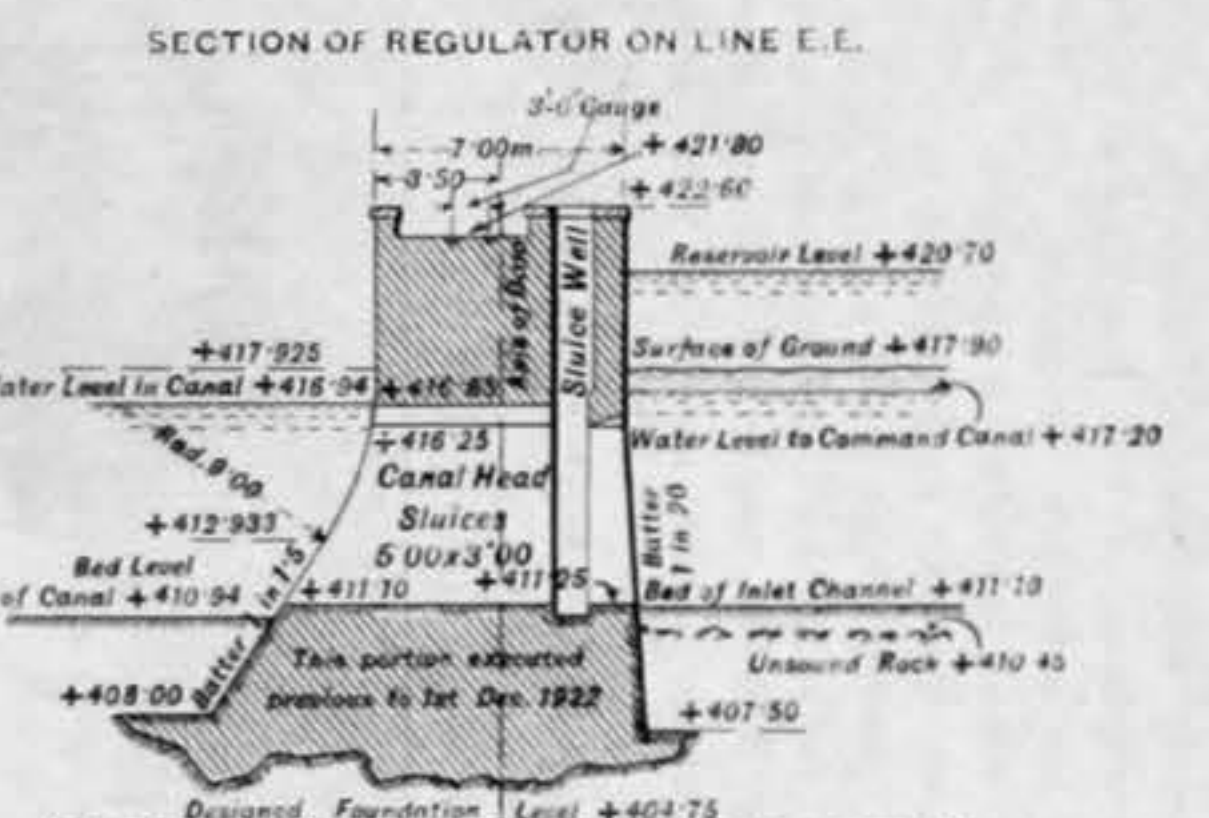 SECTION OF REGULATOR ON LINE E.E.
3'-6" Gauge
7·00m
+ 421·80
3·50
+ 422·60
Reservoir Level + 420·70
Axis of Dam
Sluice Well
+417·925
Surface of Ground + 417·90
Water Level in Canal + 416·94
+ 416·85
+416·25
Water Level to Command Canal + 417·20
Rad. 9·00
Canal Head
Sluices
5·00x3·00
Batter
1 in 20
+412·933
Bed Level
of Canal + 410·94
+411·10
+411·25
Bed of Inlet Channel + 411·10
Batter 1 in 1·5
Unsound Rock + 410·45
This portion executed
previous to 1st Dec. 1922
+408·00
+407·50
Designed Foundation Level + 404·75